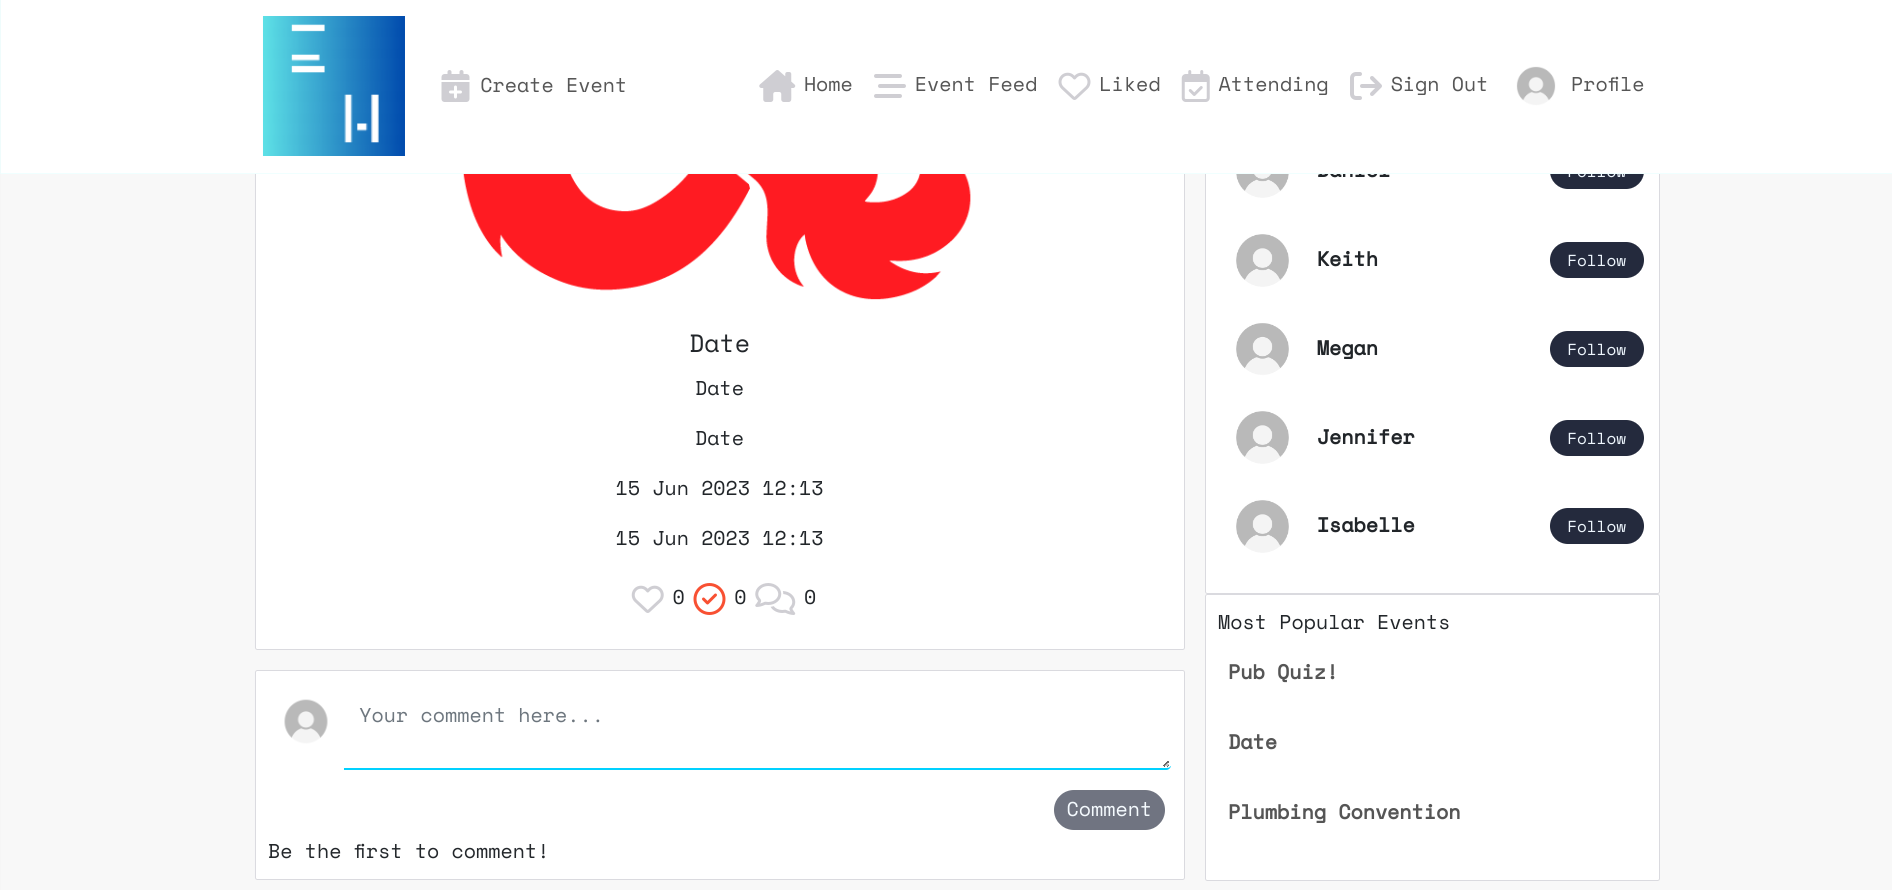 Create Event
Home
Event Feed
Liked
Attending
Sign Out
Profile
Date
Date
Date
15 Jun 2023 12:13
15 Jun 2023 12:13
0 0 0
Your comment here...
Comment
Be the first to comment!
Daniel Follow
Keith Follow
Megan Follow
Jennifer Follow
Isabelle Follow
Most Popular Events
Pub Quiz!
Date
Plumbing Convention